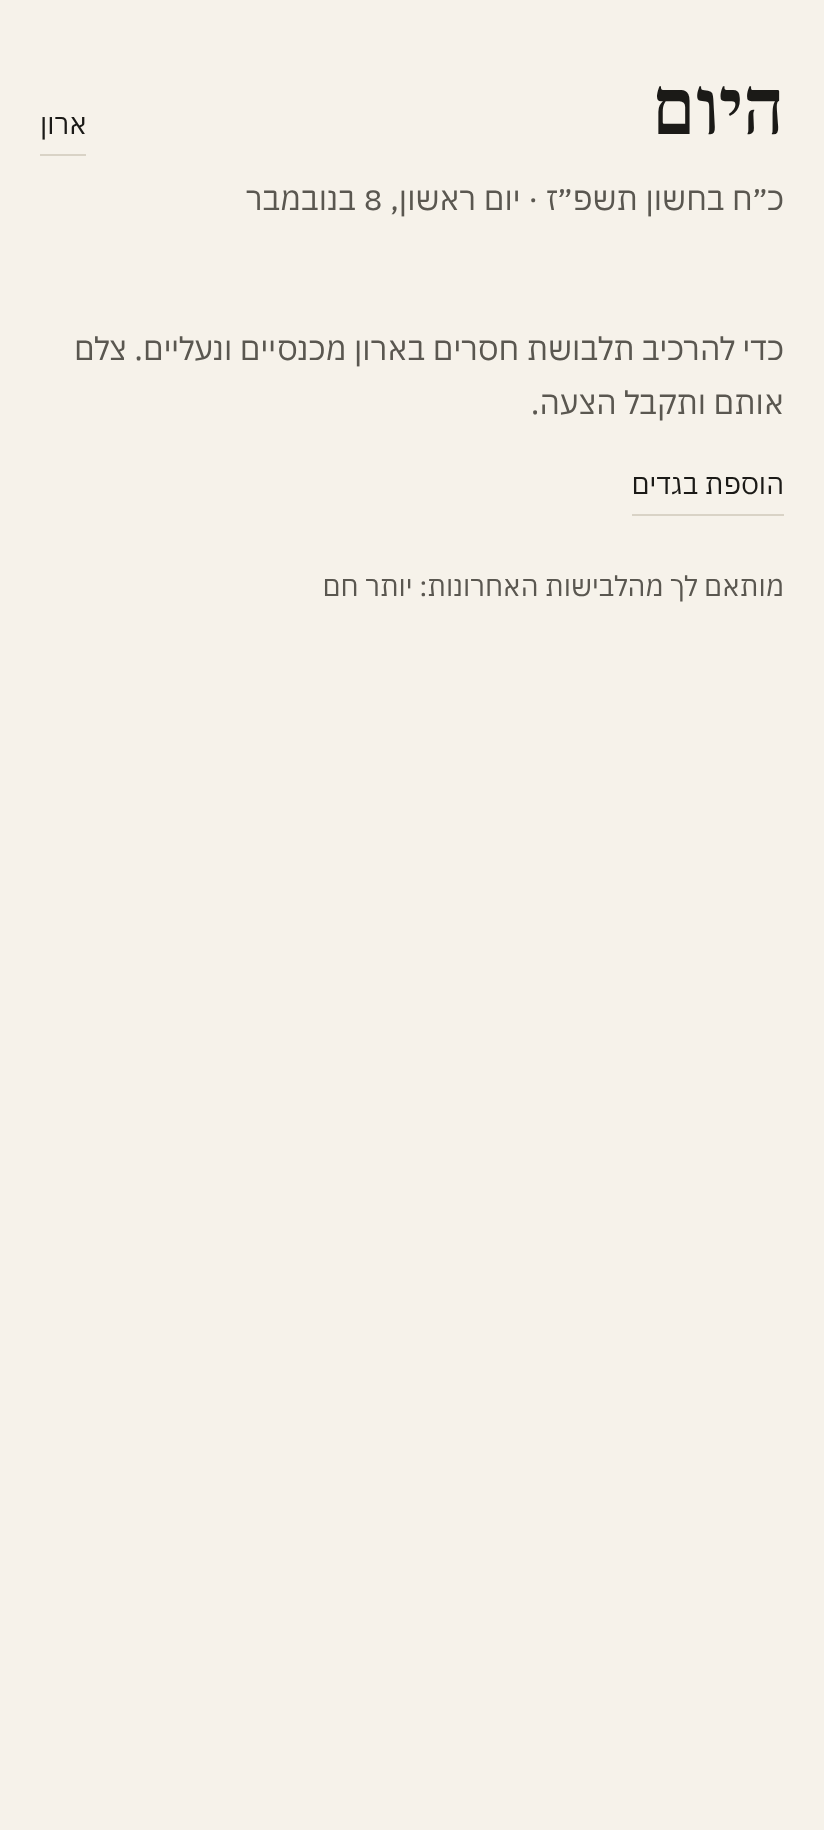 היום
ארון
כ״ח בחשון תשפ״ז · יום ראשון, 8 בנובמבר
כדי להרכיב תלבושת חסרים בארון מכנסיים ונעליים. צלם
אותם ותקבל הצעה.
הוספת בגדים
מותאם לך מהלבישות האחרונות: יותר חם